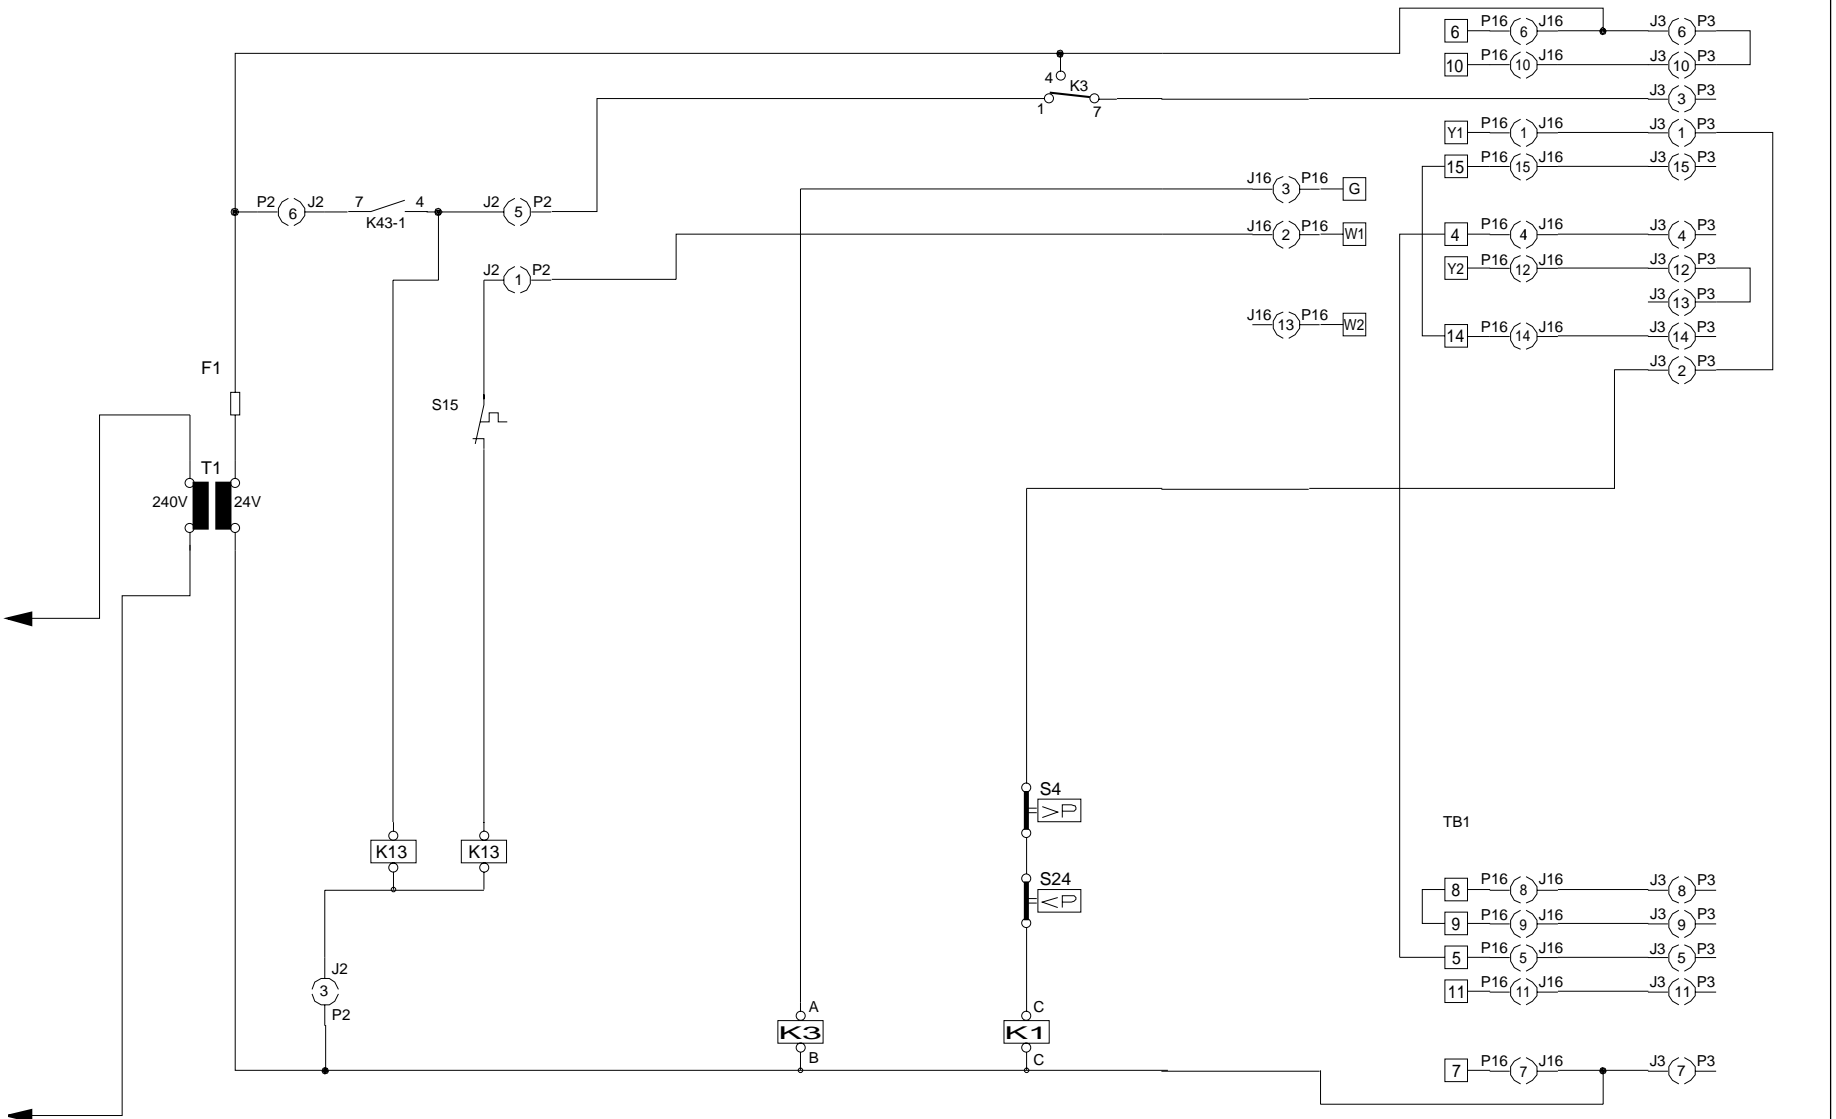 6 P16 6 J16 J3 6 P3
10 P16 10 J16 J3 10 P3
4 K3
1 7 J3 3 P3
Y1 P16 1 J16 J3 1 P3
15 P16 15 J16 J3 15 P3
J16 3 P16 G
P2 6 J2 7 4 J2 5 P2
K43-1
J16 2 P16 W1 4 P16 4 J16 J3 4 P3
J2 1 P2 Y2 P16 12 J16 J3 12 P3
J3 13 P3
J16 13 P16 W2 14 P16 14 J16 J3 14 P3
F1 J3 2 P3
S15
T1
240V 24V
S4
>P
TB1
K13 K13
S24
<P
8 P16 8 J16 J3 8 P3
9 P16 9 J16 J3 9 P3
5 P16 5 J16 J3 5 P3
J2
3
P2
11 P16 11 J16 J3 11 P3
A C
K3 K1
B C
7 P16 7 J16 J3 7 P3